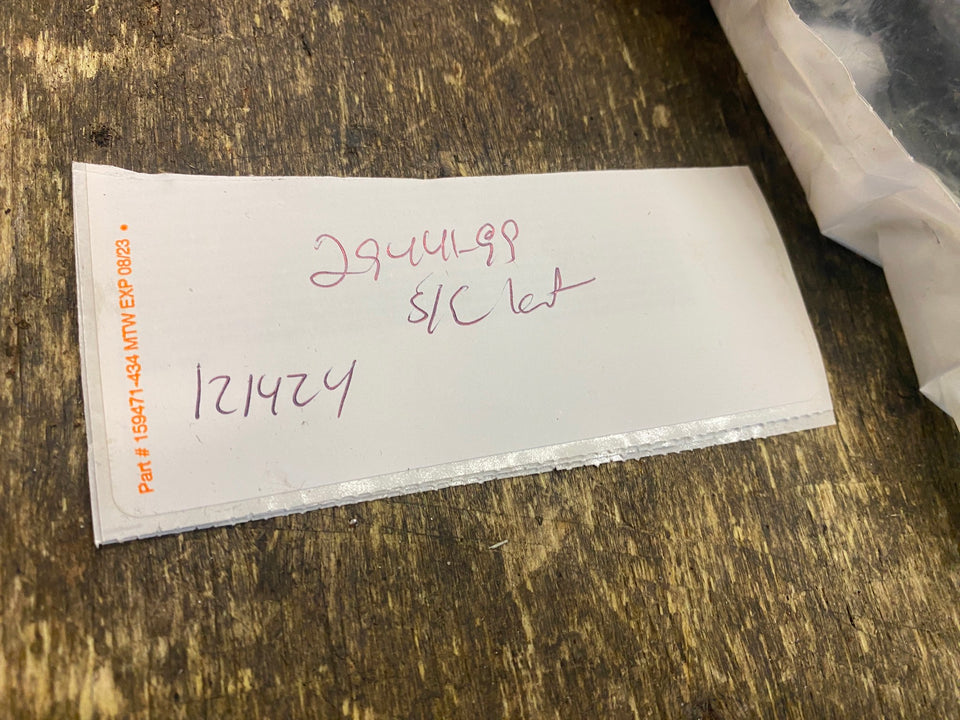 29441-99
S/C
121424
Part # 159471-434 MTW EXP 08/23